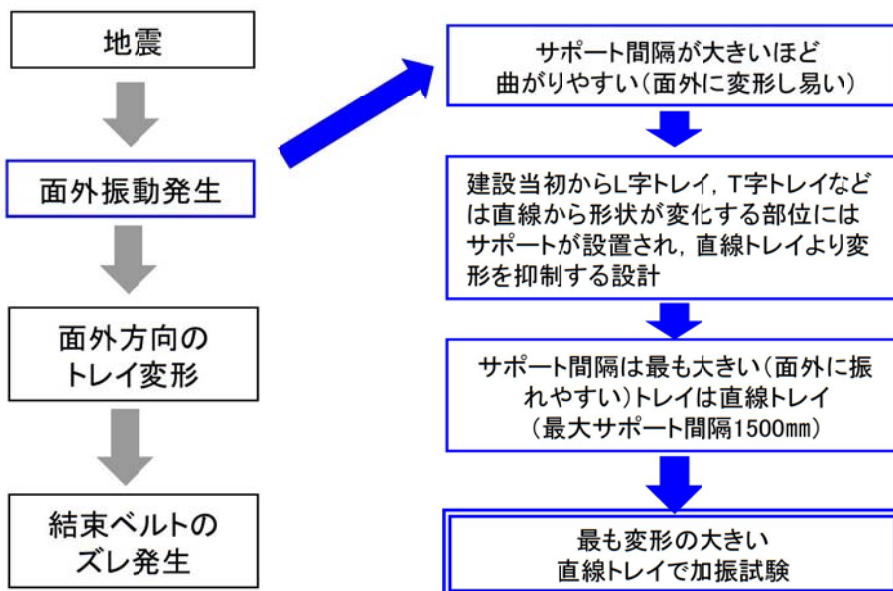 地震
面外振動発生
面外方向の
トレイ変形
結束ベルトの
ズレ発生
サポート間隔が大きいほど
曲がりやすい(面外に変形し易い)
建設当初からL字トレイ，T字トレイなど
は直線から形状が変化する部位には
サポートが設置され，直線トレイより変
形を抑制する設計
サポート間隔は最も大きい(面外に振
れやすい)トレイは直線トレイ
(最大サポート間隔1500㎜)
最も変形の大きい
直線トレイで加振試験